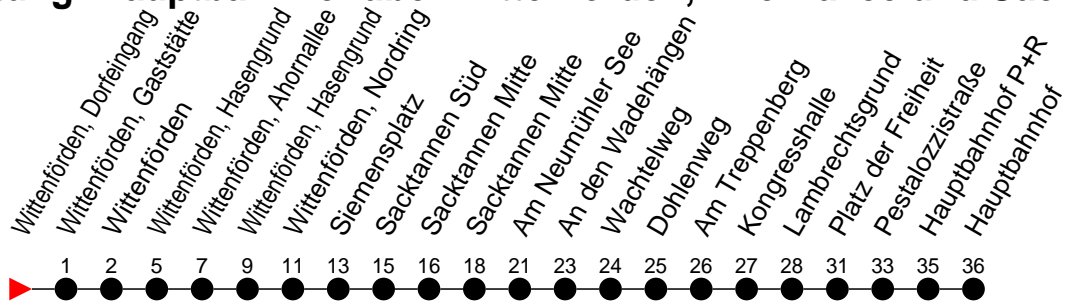 Wittenförden, Dorfeingang
Wittenförden, Gaststätte
Wittenförden
Wittenförden, Hasengrund
Wittenförden, Ahornallee
Wittenförden, Hasengrund
Wittenförden, Nordring
Siemensplatz
Sacktannen Süd
Sacktannen Mitte
Sacktannen Mitte
Am Neumühler See
An den Wadehängen
Wachtelweg
Dohlenweg
Am Treppenberg
Kongresshalle
Lambrechtsgrund
Platz der Freiheit
Pestalozzistraße
Hauptbahnhof P+R
Hauptbahnhof
1 2 5 7 9 11 13 15 16 18 21 23 24 25 26 27 28 31 33 35 36